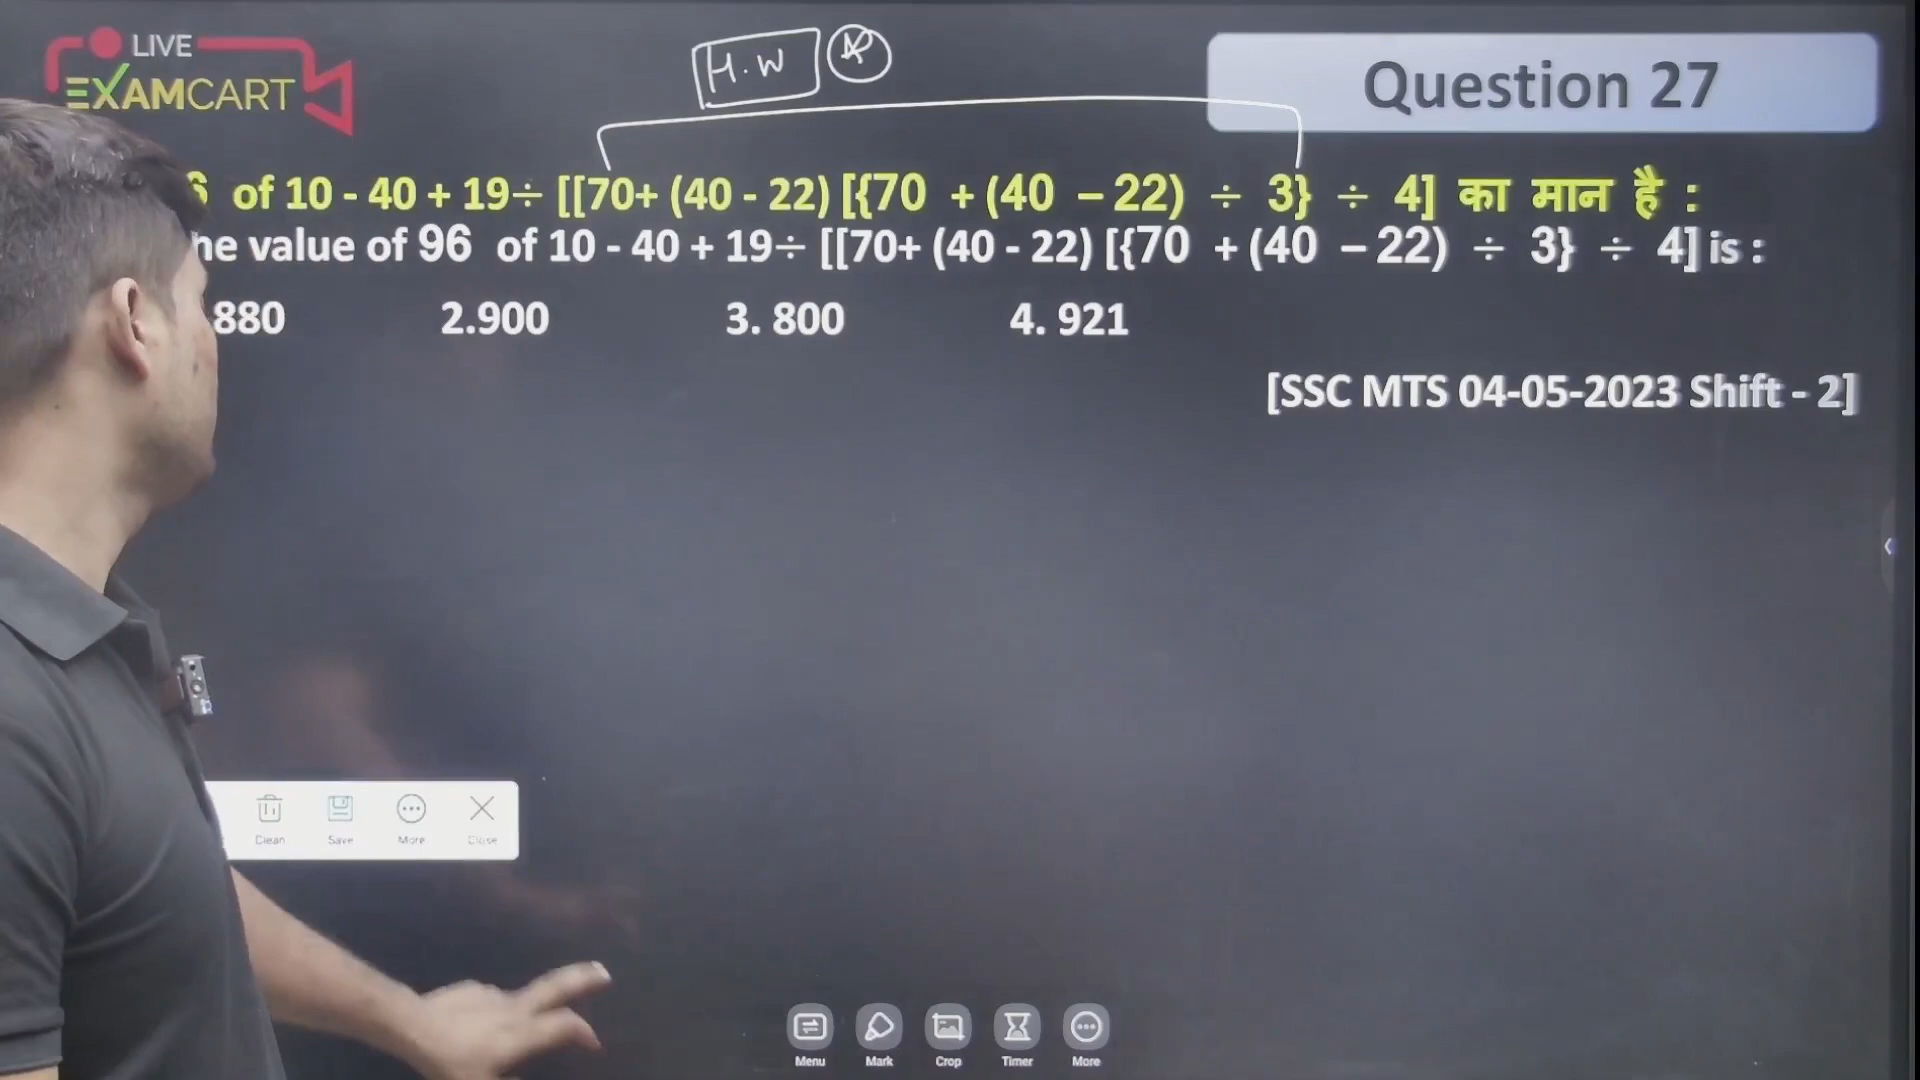 LIVE
EXAMCART
H.W
Question 27
6 of 10 - 40 + 19÷ [[70+ (40 - 22) [{70 + (40 – 22) ÷ 3} ÷ 4] का मान है :
he value of 96 of 10 - 40 + 19÷ [[70+ (40 - 22) [{70 + (40 – 22) ÷ 3} ÷ 4] is :
.880 2.900 3. 800 4. 921
[SSC MTS 04-05-2023 Shift - 2]
Clean Save More Close
Menu Mark Crop Timer More